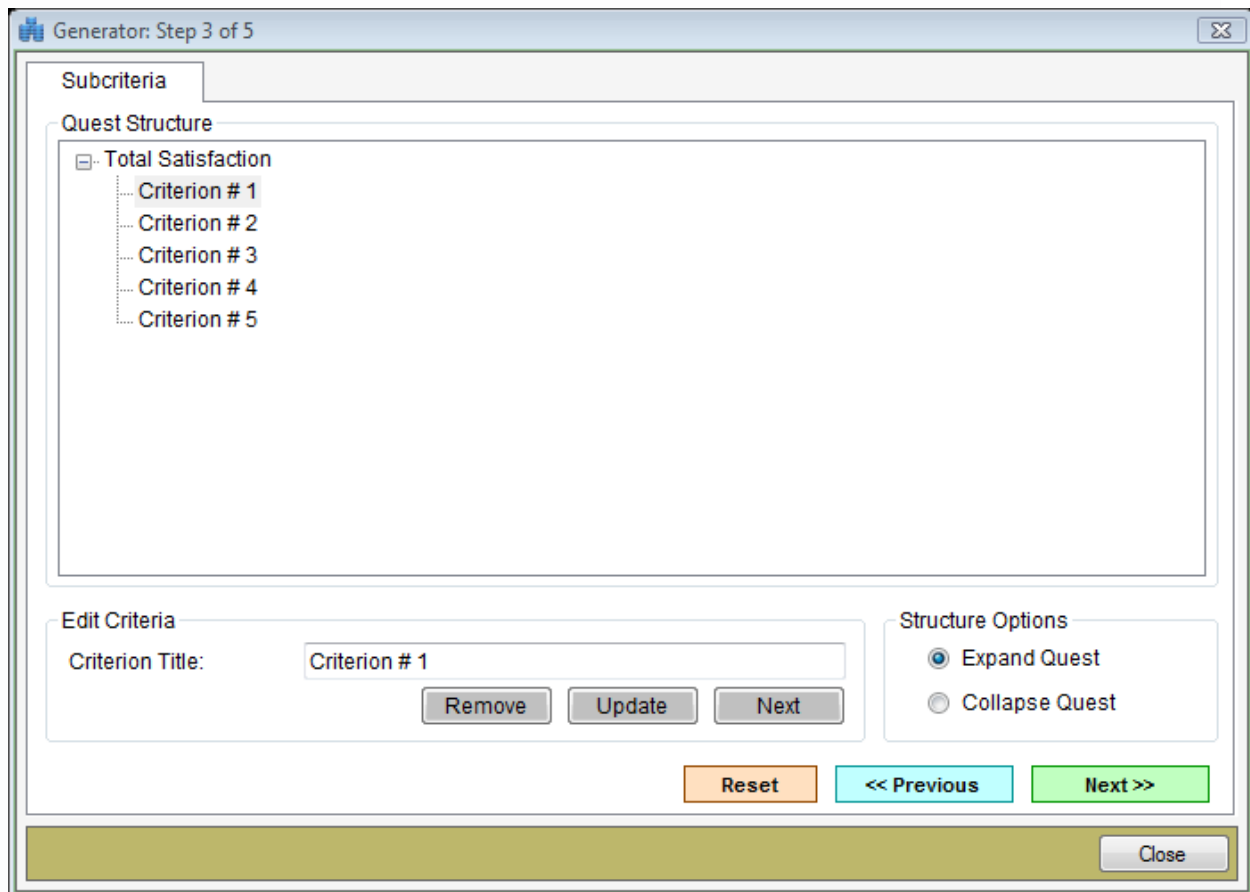 Generator: Step 3 of 5
Subcriteria
Quest Structure
Total Satisfaction
Criterion # 1
Criterion # 2
Criterion # 3
Criterion # 4
Criterion # 5
Edit Criteria
Criterion Title: Criterion # 1
Remove Update Next
Structure Options
Expand Quest
Collapse Quest
Reset << Previous Next >>
Close